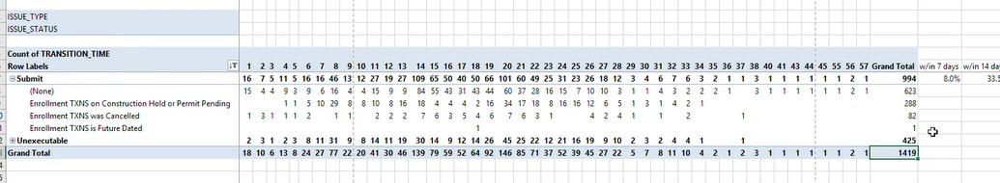 ISSUE_TYPE
ISSUE_STATUS
Count of TRANSITION_TIME
Row Labels 1 2 3 4 5 6 7 8 9 10 11 12 13 14 15 16 17 18 19 20 21 22 23 24 25 26 27 28 29 30 31 32 33 34 35 36 37 38 39 40 41 43 44 45 55 56 57 Grand Total w/in 7 days w/in 14 da
Submit 16 7 5 11 5 16 16 46 13 12 27 19 27 109 65 50 40 50 66 101 60 49 25 31 23 26 18 12 3 4 6 7 6 3 2 1 1 3 1 1 1 1 1 1 2 1 994 8.0% 33.5
(None) 15 4 4 9 3 9 6 16 4 4 15 9 9 84 55 43 31 43 44 60 37 28 16 15 7 10 10 3 1 1 4 3 2 2 2 1 3 1 1 1 1 1 1 2 1 623
Enrollment TXNS on Construction Hold or Permit Pending 1 1 5 10 29 8 8 10 8 16 18 4 4 4 2 16 34 17 18 8 16 16 12 6 5 1 3 1 4 2 1 288
Enrollment TXNS was Cancelled 1 3 1 1 1 2 1 1 2 2 2 7 6 3 5 4 6 7 6 3 1 4 2 4 1 2 1 82
Enrollment TXNS is Future Dated 1 1
Unexecutable 2 3 1 2 3 8 11 31 9 8 14 11 19 30 14 9 12 14 26 45 25 22 12 21 16 19 9 10 2 3 2 4 4 1 1 425
Grand Total 18 10 6 13 8 24 27 77 22 20 41 30 46 139 79 59 52 64 92 146 85 71 37 52 39 45 27 22 5 7 8 11 10 4 2 1 2 3 1 1 1 1 1 1 2 1 1419